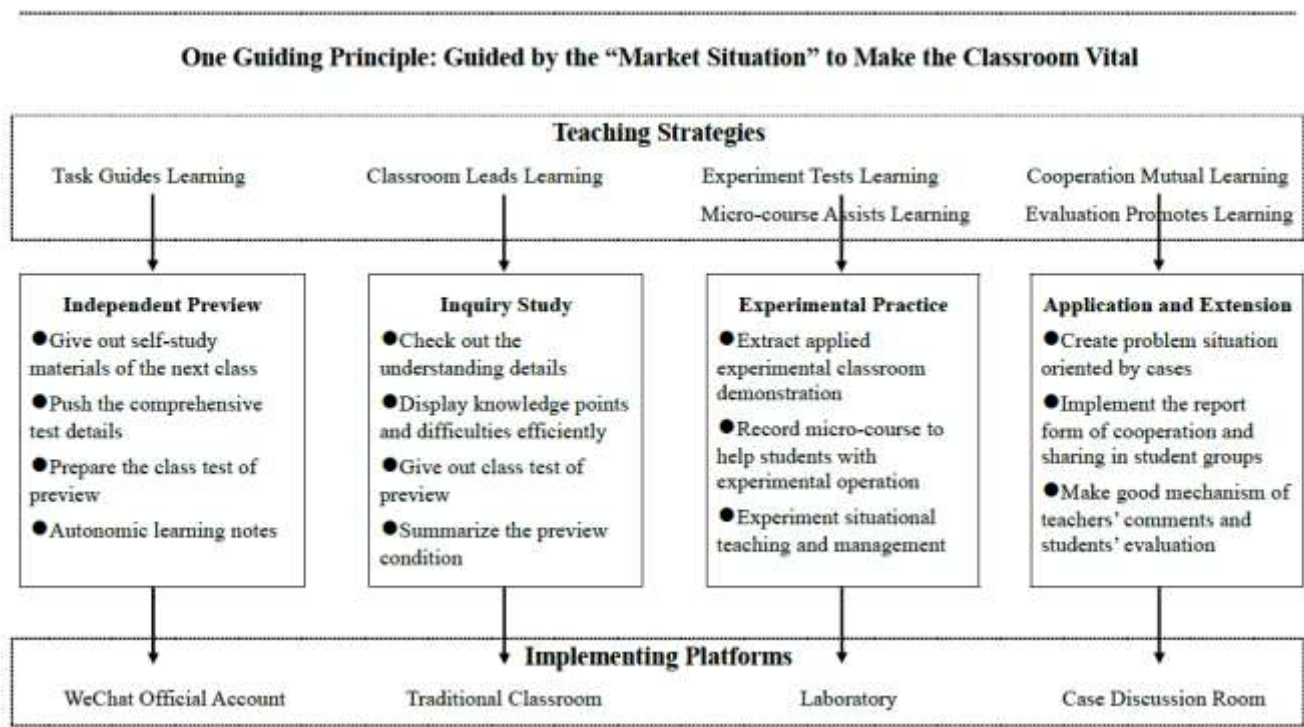 One Guiding Principle: Guided by the “Market Situation” to Make the Classroom Vital
Teaching Strategies
Task Guides Learning
Classroom Leads Learning
Experiment Tests Learning
Micro-course Assists Learning
Cooperation Mutual Learning
Evaluation Promotes Learning
Independent Preview
●Give out self-study
materials of the next class
●Push the comprehensive
test details
●Prepare the class test of
preview
●Autonomic learning notes
Inquiry Study
●Check out the
understanding details
●Display knowledge points
and difficulties efficiently
●Give out class test of
preview
●Summarize the preview
condition
Experimental Practice
●Extract applied
experimental classroom
demonstration
●Record micro-course to
help students with
experimental operation
●Experiment situational
teaching and management
Application and Extension
●Create problem situation
oriented by cases
●Implement the report
form of cooperation and
sharing in student groups
●Make good mechanism of
teachers’ comments and
students’ evaluation
Implementing Platforms
WeChat Official Account
Traditional Classroom
Laboratory
Case Discussion Room